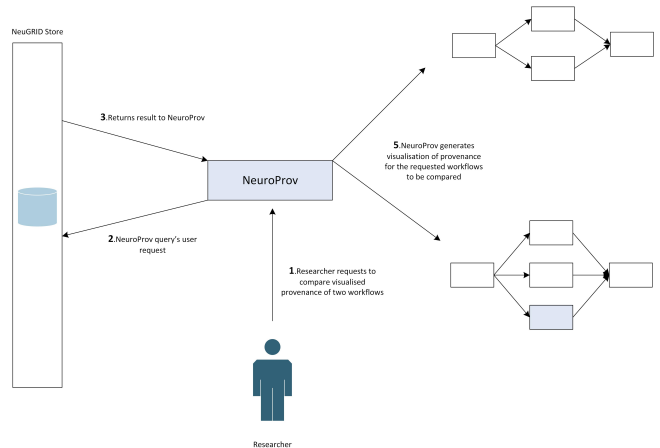 NeuGRID Store
3.Returns result to NeuroProv
5.NeuroProv generates
visualisation of provenance
for the requested workflows
to be compared
NeuroProv
2.NeuroProv query's user
request
1.Researcher requests to
compare visualised
provenance of two workflows
Researcher